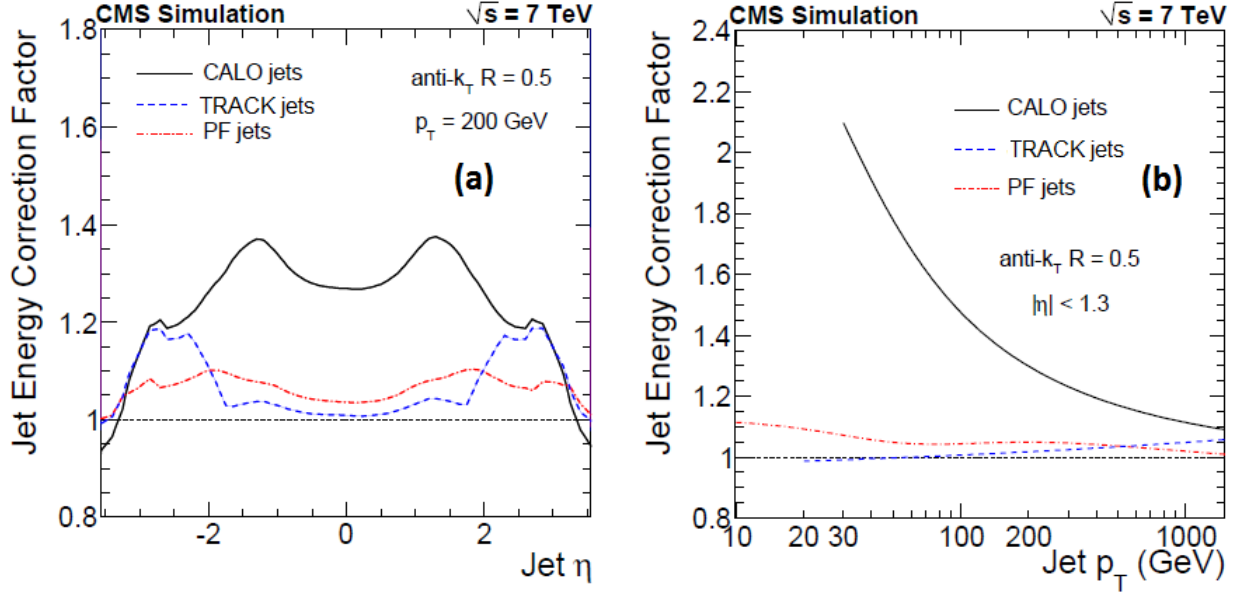 CMS Simulation √s = 7 TeV
Jet Energy Correction Factor
1.8
1.6
1.4
1.2
1
0.8
CALO jets
TRACK jets
PF jets
anti-k_T R = 0.5
p_T = 200 GeV
(a)
-2 0 2
Jet η
CMS Simulation √s = 7 TeV
Jet Energy Correction Factor
2.4
2.2
2
1.8
1.6
1.4
1.2
1
0.8
CALO jets
TRACK jets
PF jets
(b)
anti-k_T R = 0.5
|η| < 1.3
10 20 30 100 200 1000
Jet p_T (GeV)